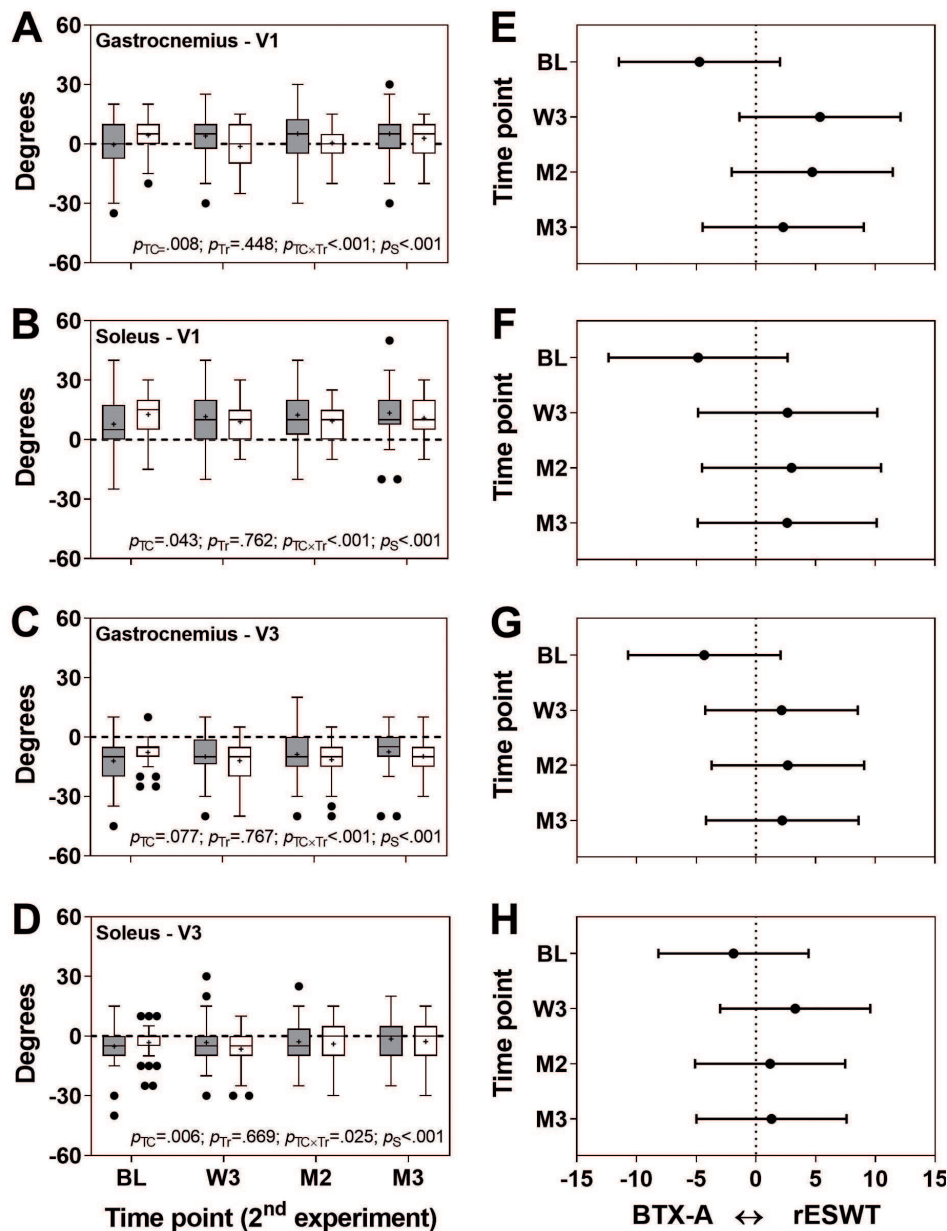 A
Gastrocnemius - V1
Degrees
60
30
0
-30
-60
pTC=.008; pTr=.448; pTC×Tr<.001; pS<.001
E
Time point
BL
W3
M2
M3
B
Soleus - V1
Degrees
60
30
0
-30
-60
pTC=.043; pTr=.762; pTC×Tr<.001; pS<.001
F
Time point
BL
W3
M2
M3
C
Gastrocnemius - V3
Degrees
60
30
0
-30
-60
pTC=.077; pTr=.767; pTC×Tr<.001; pS<.001
G
Time point
BL
W3
M2
M3
D
Soleus - V3
Degrees
60
30
0
-30
-60
pTC=.006; pTr=.669; pTC×Tr=.025; pS<.001
BL W3 M2 M3
Time point (2nd experiment)
H
Time point
BL
W3
M2
M3
-15 -10 -5 0 5 10 15
BTX-A ↔ rESWT